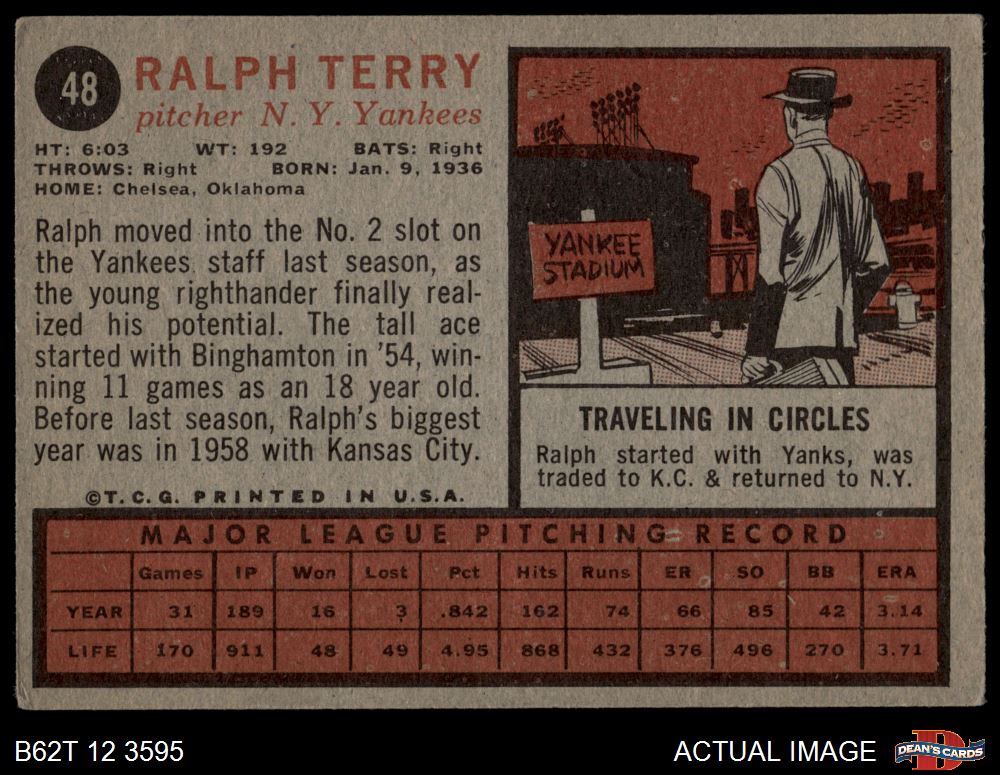 48
RALPH TERRY
pitcher N. Y. Yankees
HT: 6:03 WT: 192 BATS: Right
THROWS: Right BORN: Jan. 9, 1936
HOME: Chelsea, Oklahoma
Ralph moved into the No. 2 slot on
the Yankees staff last season, as
the young righthander finally real-
ized his potential. The tall ace
started with Binghamton in '54, win-
ning 11 games as an 18 year old.
Before last season, Ralph's biggest
year was in 1958 with Kansas City.
©T.C.G. PRINTED IN U.S.A.
YANKEE
STADIUM
TRAVELING IN CIRCLES
Ralph started with Yanks, was
traded to K.C. & returned to N.Y.
MAJOR LEAGUE PITCHING RECORD
Games IP Won Lost Pct Hits Runs ER SO BB ERA
YEAR 31 189 16 3 .842 162 74 66 85 42 3.14
LIFE 170 911 48 49 4.95 868 432 376 496 270 3.71
B62T 12 3595
ACTUAL IMAGE
D
DEAN'S CARDS